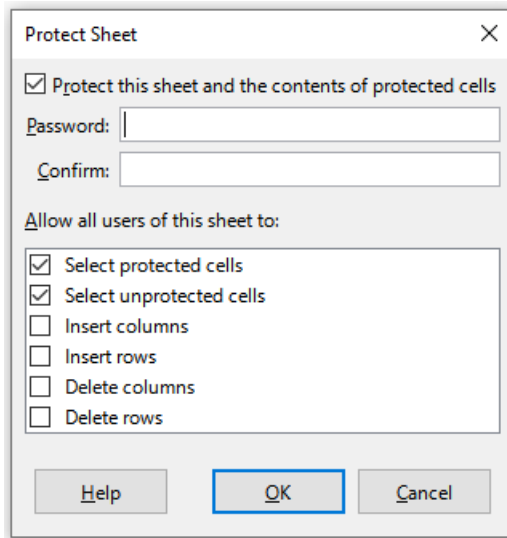 Protect Sheet
Protect this sheet and the contents of protected cells
Password:
Confirm:
Allow all users of this sheet to:
Select protected cells
Select unprotected cells
Insert columns
Insert rows
Delete columns
Delete rows
Help OK Cancel